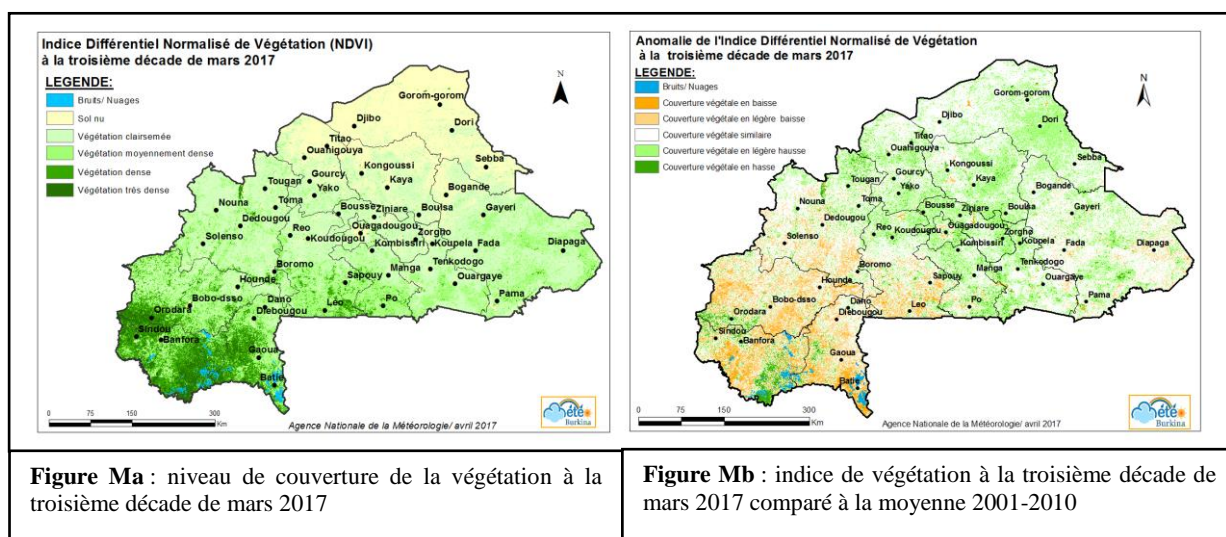 Indice Différentiel Normalisé de Végétation (NDVI)
à la troisième décade de mars 2017
LEGENDE:
Bruits/ Nuages
Sol nu
Végétation clairsemée
Végétation moyennement dense
Végétation dense
Végétation très dense
N
Gorom-gorom
Djibo
Dori
Titao
Ouahigouya
Sebba
Kongoussi
Gourcy
Kaya
Tougan
Yako
Bogande
Nouna
Toma
Bousse
Ziniare
Boulsa
Gayeri
Dedougou
Ouagadougou
Reo
Zorgho
Solenso
Koudougou
Koupela
Fada
Diapaga
Kombissiri
Boromo
Tenkodogo
Manga
Sapouy
Hounde
Ouargaye
Bobo-dsso
Dano
Léo
Po
Pama
Orodara
Diebougou
Sindou
Banfora
Gaoua
Batie
0 75 150 300
Km
Agence Nationale de la Météorologie/ avril 2017
été
Burkina
Figure Ma : niveau de couverture de la végétation à la
troisième décade de mars 2017
Anomalie de l'Indice Différentiel Normalisé de Végétation
à la troisième décade de mars 2017
LEGENDE:
Bruits/ Nuages
Couverture végétale en baisse
Couverture végétale en légère baisse
Couverture végétale similaire
Couverture végétale en légère hausse
Couverture végétale en hasse
N
Gorom-gorom
Djibo
Dori
Titao
Ouahigouya
Sebba
Kongoussi
Gourcy
Kaya
Tougan
Yako
Bogande
Nouna
Toma
Bousse
Ziniare
Boulsa
Gayeri
Dedougou
Ouagadougou
Reo
Zorgho
Solenso
Koudougou
Koupela
Fada
Diapaga
Kombissiri
Boromo
Tenkodogo
Manga
Sapouy
Hounde
Ouargaye
Bobo-dsso
Dano
Leo
Po
Pama
Orodara
Diebougou
Sindou
Banfora
Gaoua
Batie
0 75 150 300
Km
Agence Nationale de la Météorologie/ avril 2017
été
Burkina
Figure Mb : indice de végétation à la troisième décade de
mars 2017 comparé à la moyenne 2001-2010